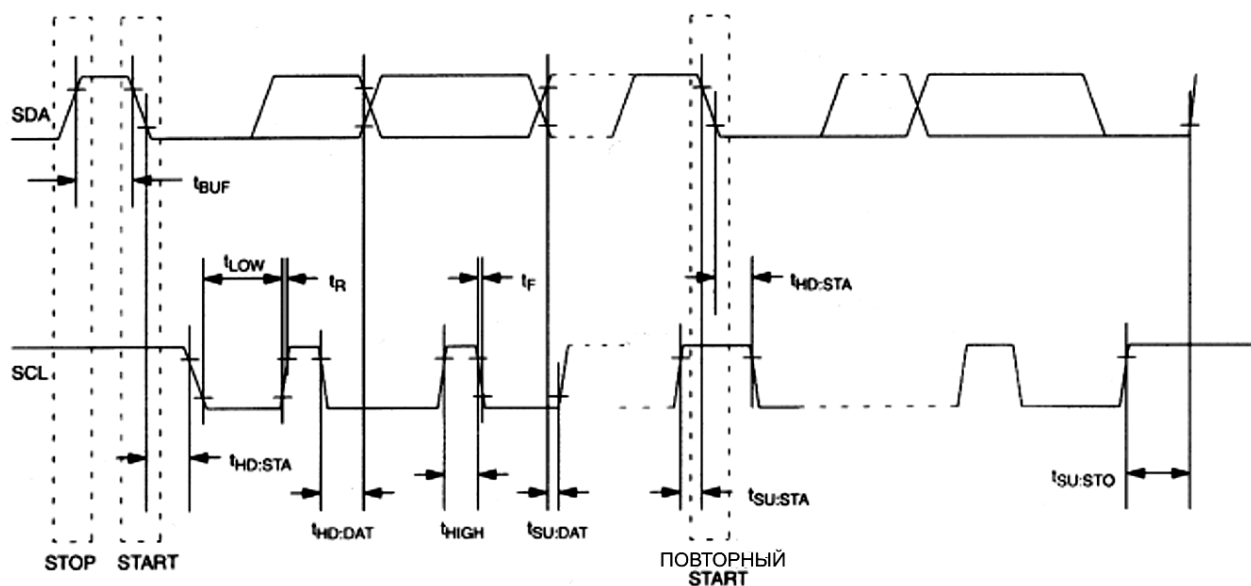 SDA
tBUF
tLOW
tR
tF
tHD:STA
SCL
tHD:STA
tHD:DAT
tHIGH
tSU:DAT
tSU:STA
tSU:STO
STOP
START
ПОВТОРНЫЙ
START